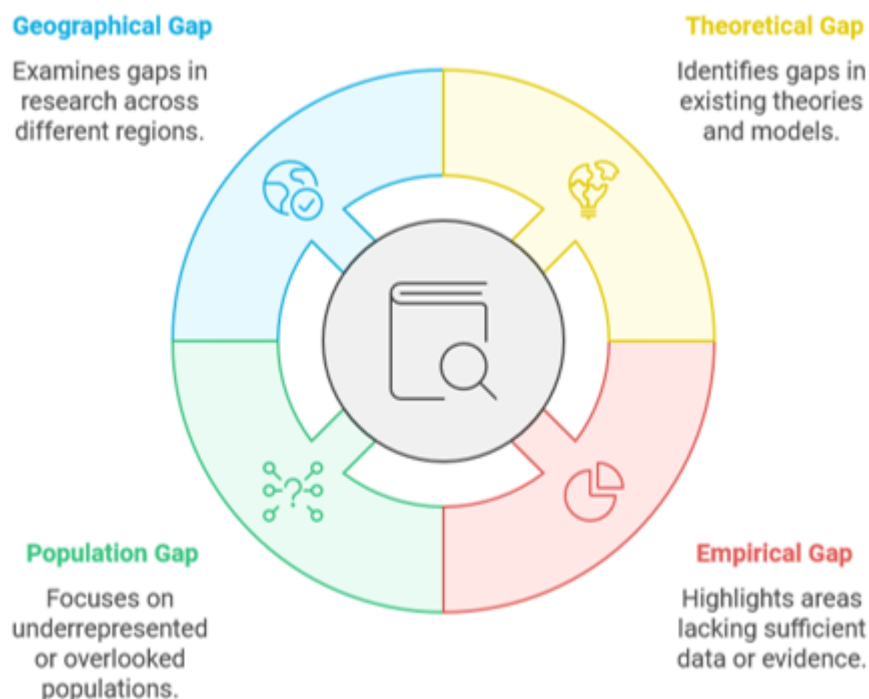 Geographical Gap
Examines gaps in
research across
different regions.
Theoretical Gap
Identifies gaps in
existing theories
and models.
Population Gap
Focuses on
underrepresented
or overlooked
populations.
Empirical Gap
Highlights areas
lacking sufficient
data or evidence.